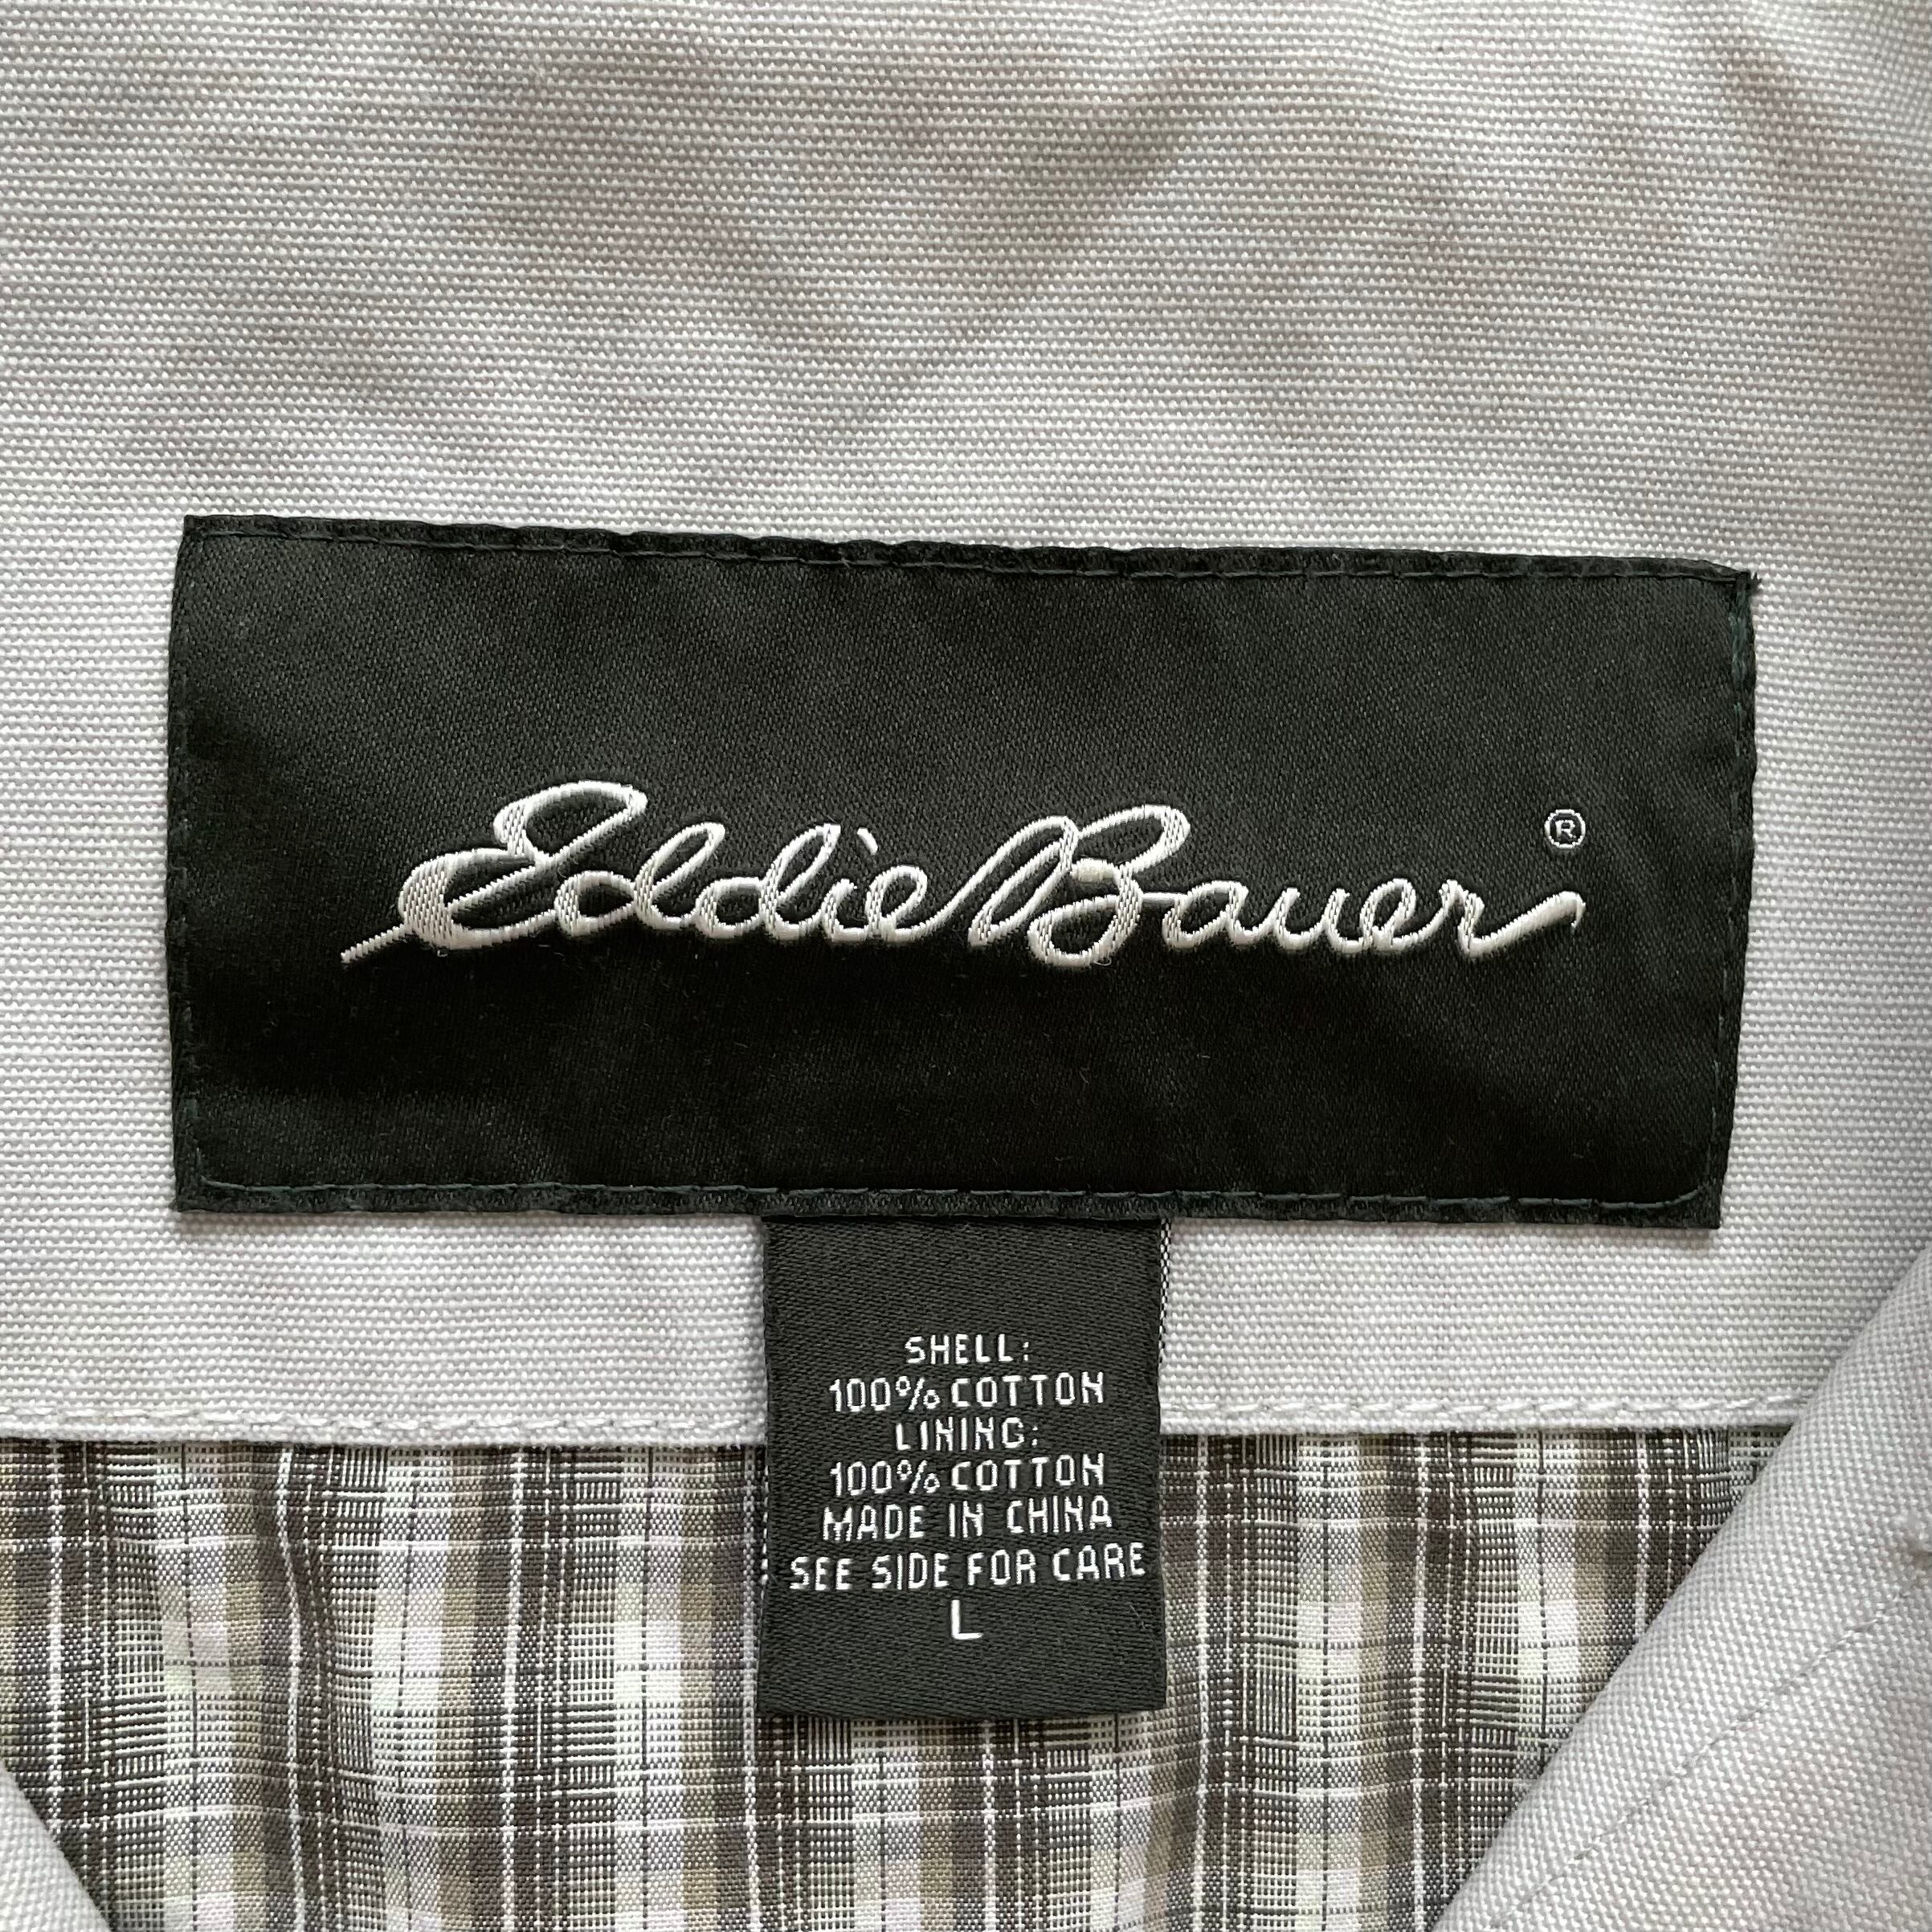 Eddie Bauer ®
SHELL:
100% COTTON
LINING:
100% COTTON
MADE IN CHINA
SEE SIDE FOR CARE
L